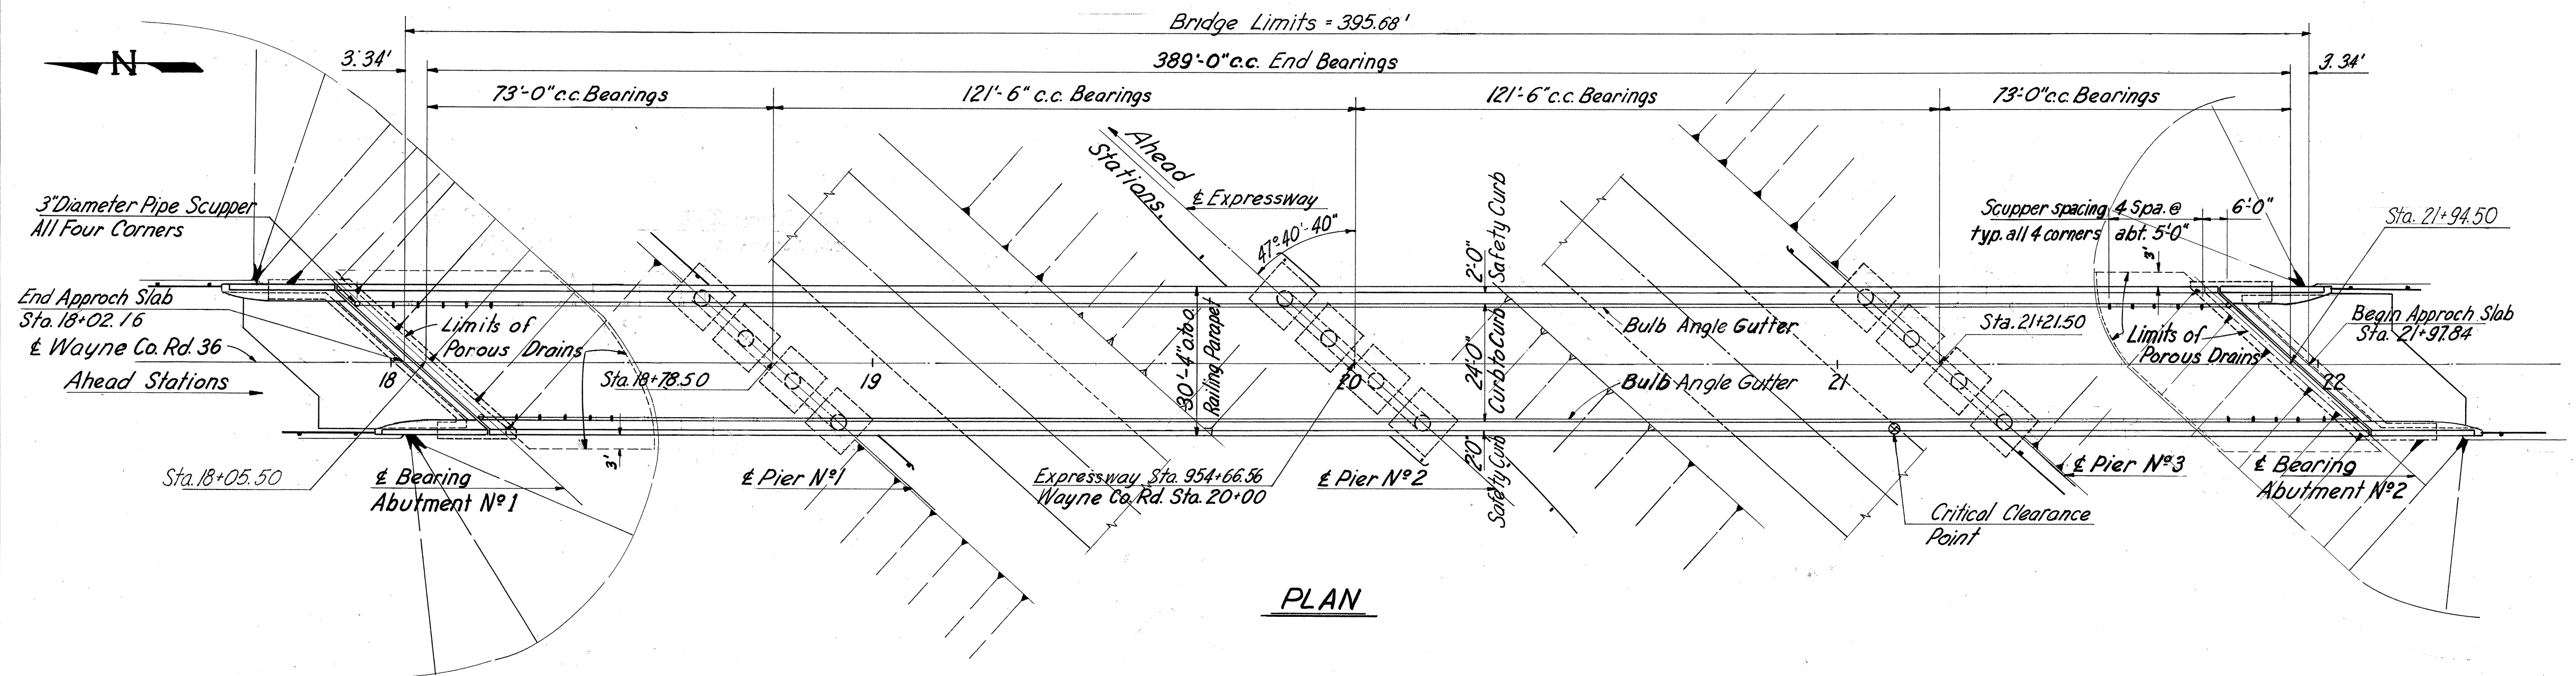 Bridge Limits = 395.68'
N
3.34'
389'-0" c.c. End Bearings
3.34'
73'-0" c.c. Bearings
121'-6" c.c. Bearings
121'-6" c.c. Bearings
73'-0" c.c. Bearings
Ahead
Stations.
℄ Expressway
47°-40'-40"
3" Diameter Pipe Scupper
All Four Corners
2'-0"
Safety Curb
Scupper spacing 4 Spa. @
typ. all 4 corners abt. 5'-0"
6'-0"
3'
Sta. 21+94.50
End Approch Slab
Sta. 18+02.16
℄ Wayne Co. Rd. 36
Ahead Stations
Limits of
Porous Drains
18
Sta. 18+78.50
19
30'-4" o.to o.
Railing Parapet
20
24'-0"
Curb to Curb
Bulb Angle Gutter
Bulb Angle Gutter
21
Sta. 21+21.50
Limits of
Porous Drains
22
Begin Approch Slab
Sta. 21+97.84
Sta. 18+05.50
℄ Bearing
Abutment Nº 1
3'
℄ Pier Nº 1
Expressway Sta. 954+66.56
Wayne Co. Rd. Sta. 20+00
℄ Pier Nº 2
2'-0"
Safety Curb
Critical Clearance
Point
℄ Pier Nº 3
℄ Bearing
Abutment Nº 2
PLAN